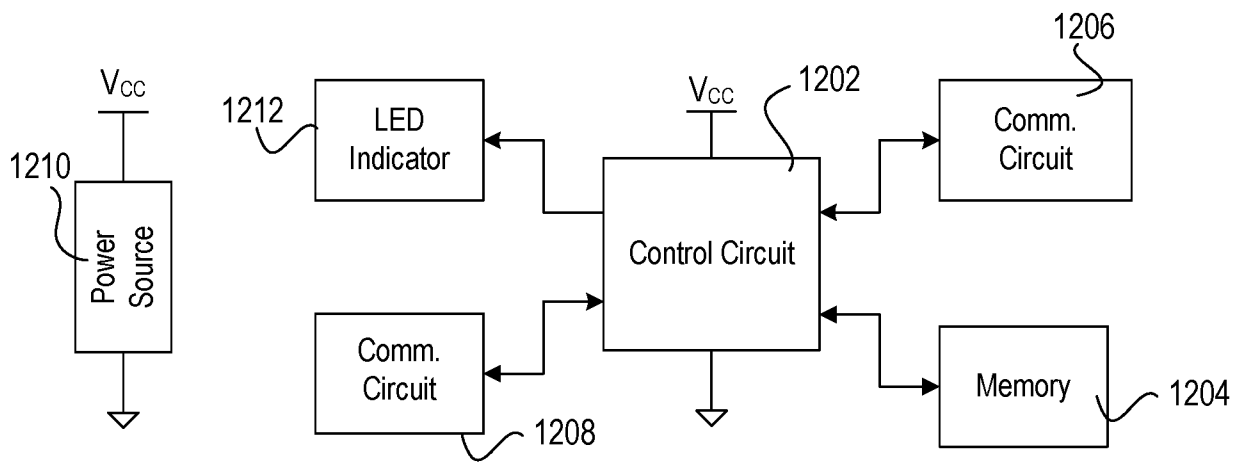 VCC
1210
Power
Source
1212
LED
Indicator
Comm.
Circuit
1208
VCC
1202
Control Circuit
1206
Comm.
Circuit
Memory
1204